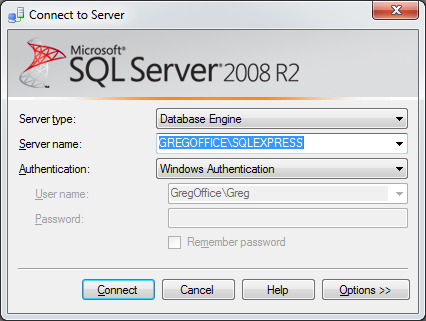 Connect to Server
Microsoft®
SQL Server® 2008 R2
Server type: Database Engine
Server name: GREGOFFICE\SQLEXPRESS
Authentication: Windows Authentication
User name: GregOffice\Greg
Password:
Remember password
Connect Cancel Help Options >>